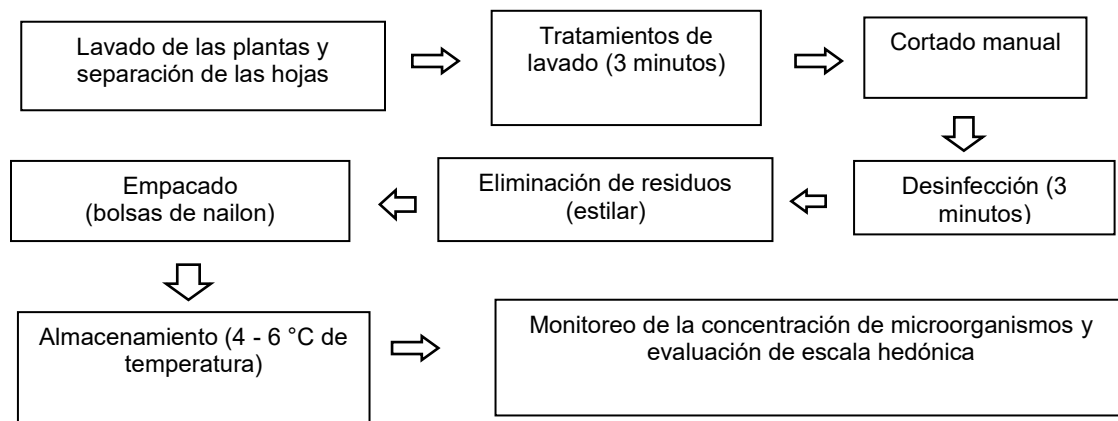 Lavado de las plantas y
separación de las hojas
Tratamientos de
lavado (3 minutos)
Cortado manual
Desinfección (3
minutos)
Eliminación de residuos
(estilar)
Empacado
(bolsas de nailon)
Almacenamiento (4 - 6 °C de
temperatura)
Monitoreo de la concentración de microorganismos y
evaluación de escala hedónica